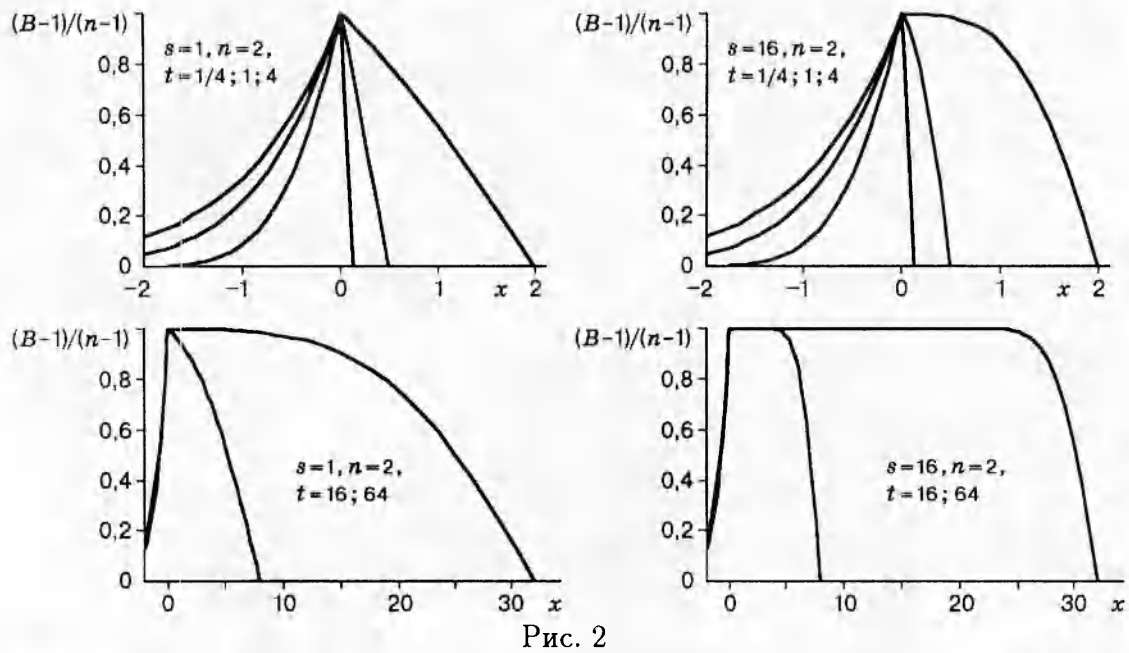 (B−1)/(n−1)
0,8
0,6
0,4
0,2
0
s=1, n=2,
t=1/4; 1; 4
−2
−1
0
1
x
2
(B−1)/(n−1)
0,8
0,6
0,4
0,2
0
s=16, n=2,
t=1/4; 1; 4
−2
−1
0
1
x
2
(B−1)/(n−1)
0,8
0,6
0,4
0,2
0
s=1, n=2,
t=16; 64
0
10
20
30
x
(B−1)/(n−1)
0,8
0,6
0,4
0,2
0
s=16, n=2,
t=16; 64
0
10
20
30
x
Рис. 2